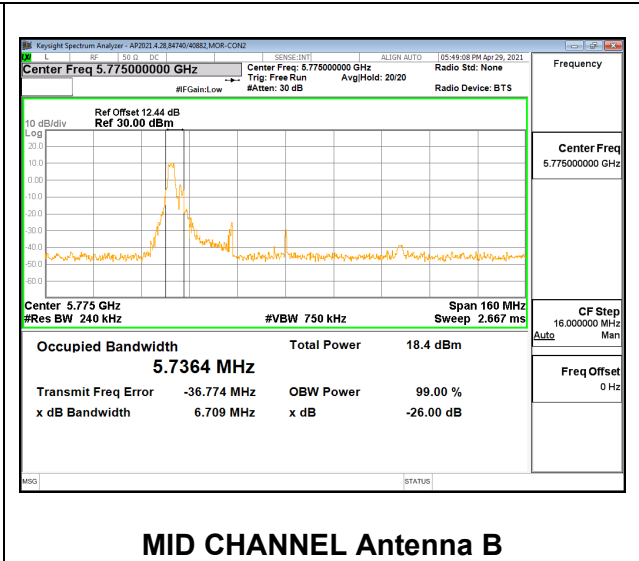 Keysight Spectrum Analyzer - AP2021.4.28,84740/40882,MOR-CON2
L RF 50 Ω DC SENSE:INT ALIGN AUTO 05:49:08 PM Apr 29, 2021
Center Freq 5.775000000 GHz
Center Freq: 5.775000000 GHz
Radio Std: None
Trig: Free Run Avg|Hold: 20/20
#IFGain:Low
#Atten: 30 dB
Radio Device: BTS
Frequency
Ref Offset 12.44 dB
10 dB/div Ref 30.00 dBm
Log
20.0
10.0
0.00
-10.0
-20.0
-30.0
-40.0
-50.0
-60.0
Center Freq
5.775000000 GHz
Center 5.775 GHz
Span 160 MHz
#Res BW 240 kHz
#VBW 750 kHz
Sweep 2.667 ms
CF Step
16.000000 MHz
Auto Man
Freq Offset
0 Hz
Occupied Bandwidth
Total Power 18.4 dBm
5.7364 MHz
Transmit Freq Error -36.774 MHz
OBW Power 99.00 %
x dB Bandwidth 6.709 MHz
x dB -26.00 dB
MSG
STATUS
MID CHANNEL Antenna B